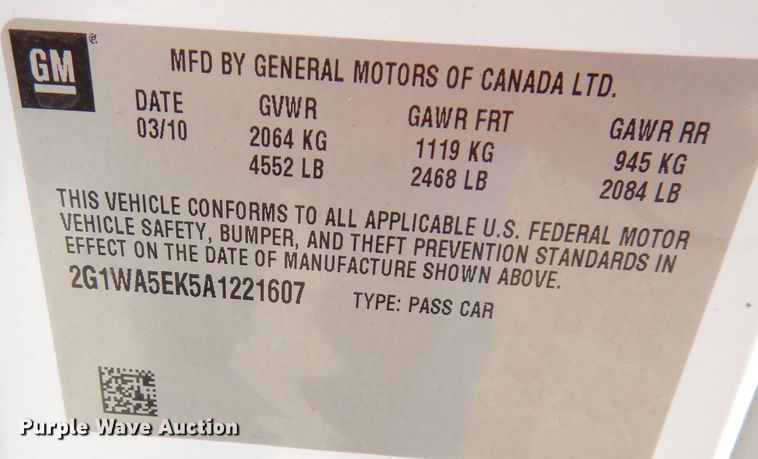 GM ®
MFD BY GENERAL MOTORS OF CANADA LTD.
DATE GVWR GAWR FRT GAWR RR
03/10 2064 KG 1119 KG 945 KG
4552 LB 2468 LB 2084 LB
THIS VEHICLE CONFORMS TO ALL APPLICABLE U.S. FEDERAL MOTOR
VEHICLE SAFETY, BUMPER, AND THEFT PREVENTION STANDARDS IN
EFFECT ON THE DATE OF MANUFACTURE SHOWN ABOVE.
2G1WA5EK5A1221607 TYPE: PASS CAR
Purple Wave Auction